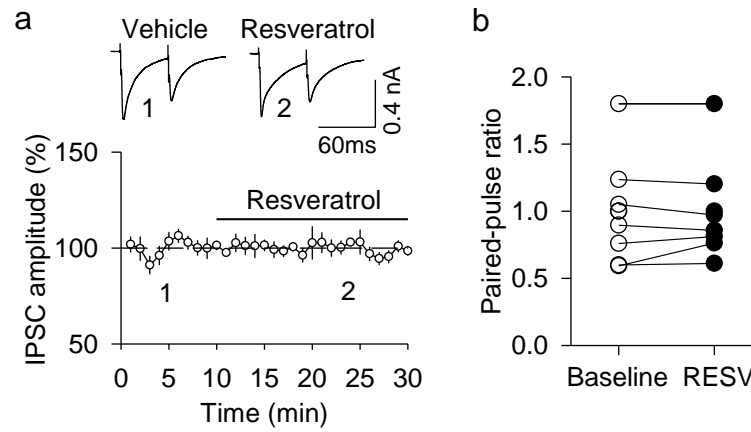 a
Vehicle Resveratrol
1 2
0.4 nA
60ms
IPSC amplitude (%)
150
100
50
Resveratrol
1 2
0 5 10 15 20 25 30
Time (min)
b
Paired-pulse ratio
2.0
1.5
1.0
0.5
0.0
Baseline RESV